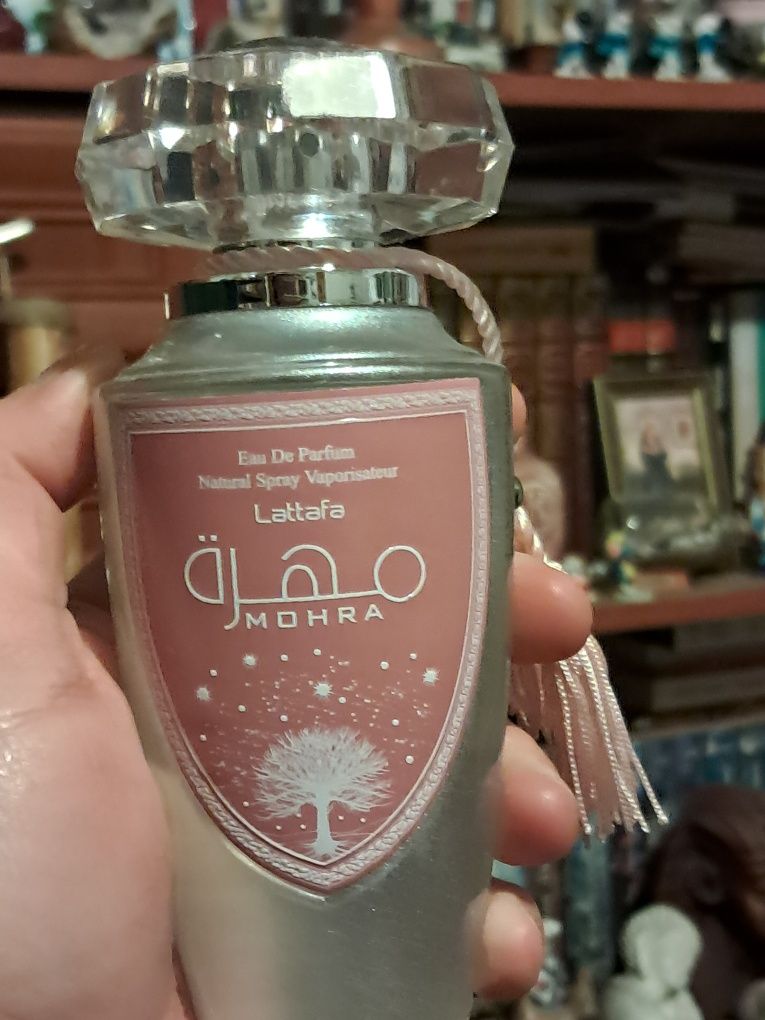 Eau De Parfum
Natural Spray Vaporisateur
Lattafa
مهرة
MOHRA